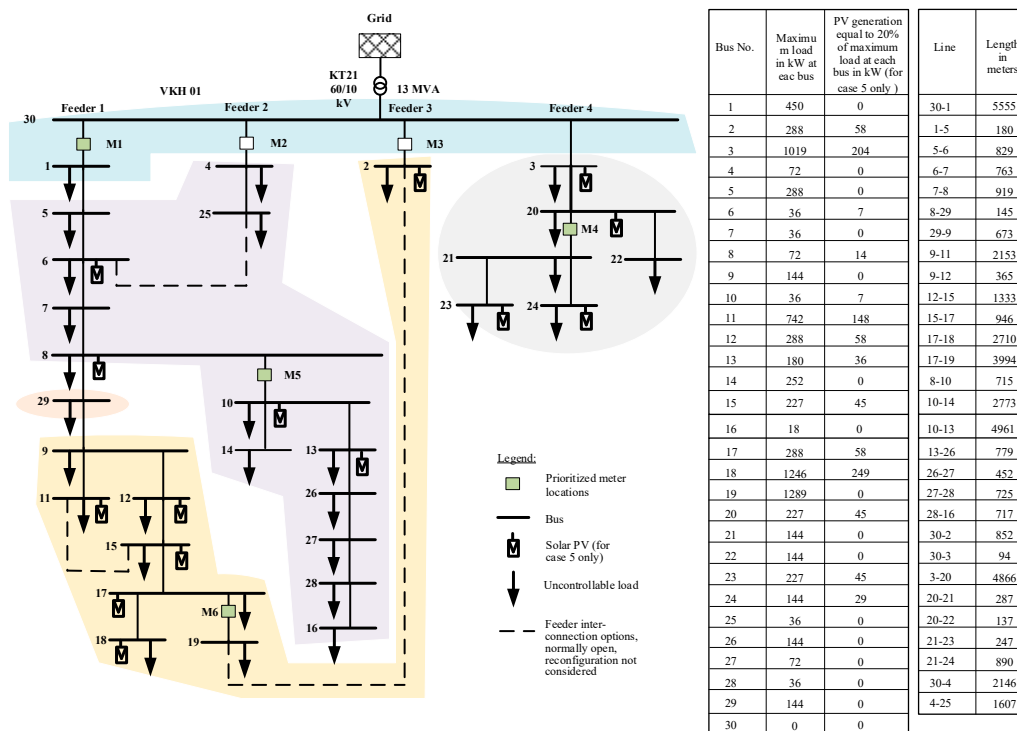 Grid
KT21
60/10
kV
13 MVA
VKH 01
Feeder 1
Feeder 2
Feeder 3
Feeder 4
30
M1
M2
M3
1
4
2
3
5
25
20
M4
6
21
22
7
23
24
8
M5
29
10
9
14
13
11
12
26
15
27
17
M6
28
18
19
16
Legend:
Prioritized meter
locations
Bus
Solar PV (for
case 5 only)
Uncontrollable load
Feeder inter-
connection options,
normally open,
reconfiguration not
considered
Bus No. Maximu m load in kW at eac bus PV generation equal to 20% of maximum load at each bus in kW (for case 5 only )
1 450 0
2 288 58
3 1019 204
4 72 0
5 288 0
6 36 7
7 36 0
8 72 14
9 144 0
10 36 7
11 742 148
12 288 58
13 180 36
14 252 0
15 227 45
16 18 0
17 288 58
18 1246 249
19 1289 0
20 227 45
21 144 0
22 144 0
23 227 45
24 144 29
25 36 0
26 144 0
27 72 0
28 36 0
29 144 0
30 0 0
Line Length in meters
30-1 5555
1-5 180
5-6 829
6-7 763
7-8 919
8-29 145
29-9 673
9-11 2153
9-12 365
12-15 1333
15-17 946
17-18 2710
17-19 3994
8-10 715
10-14 2773
10-13 4961
13-26 779
26-27 452
27-28 725
28-16 717
30-2 852
30-3 94
3-20 4866
20-21 287
20-22 137
21-23 247
21-24 890
30-4 2146
4-25 1607